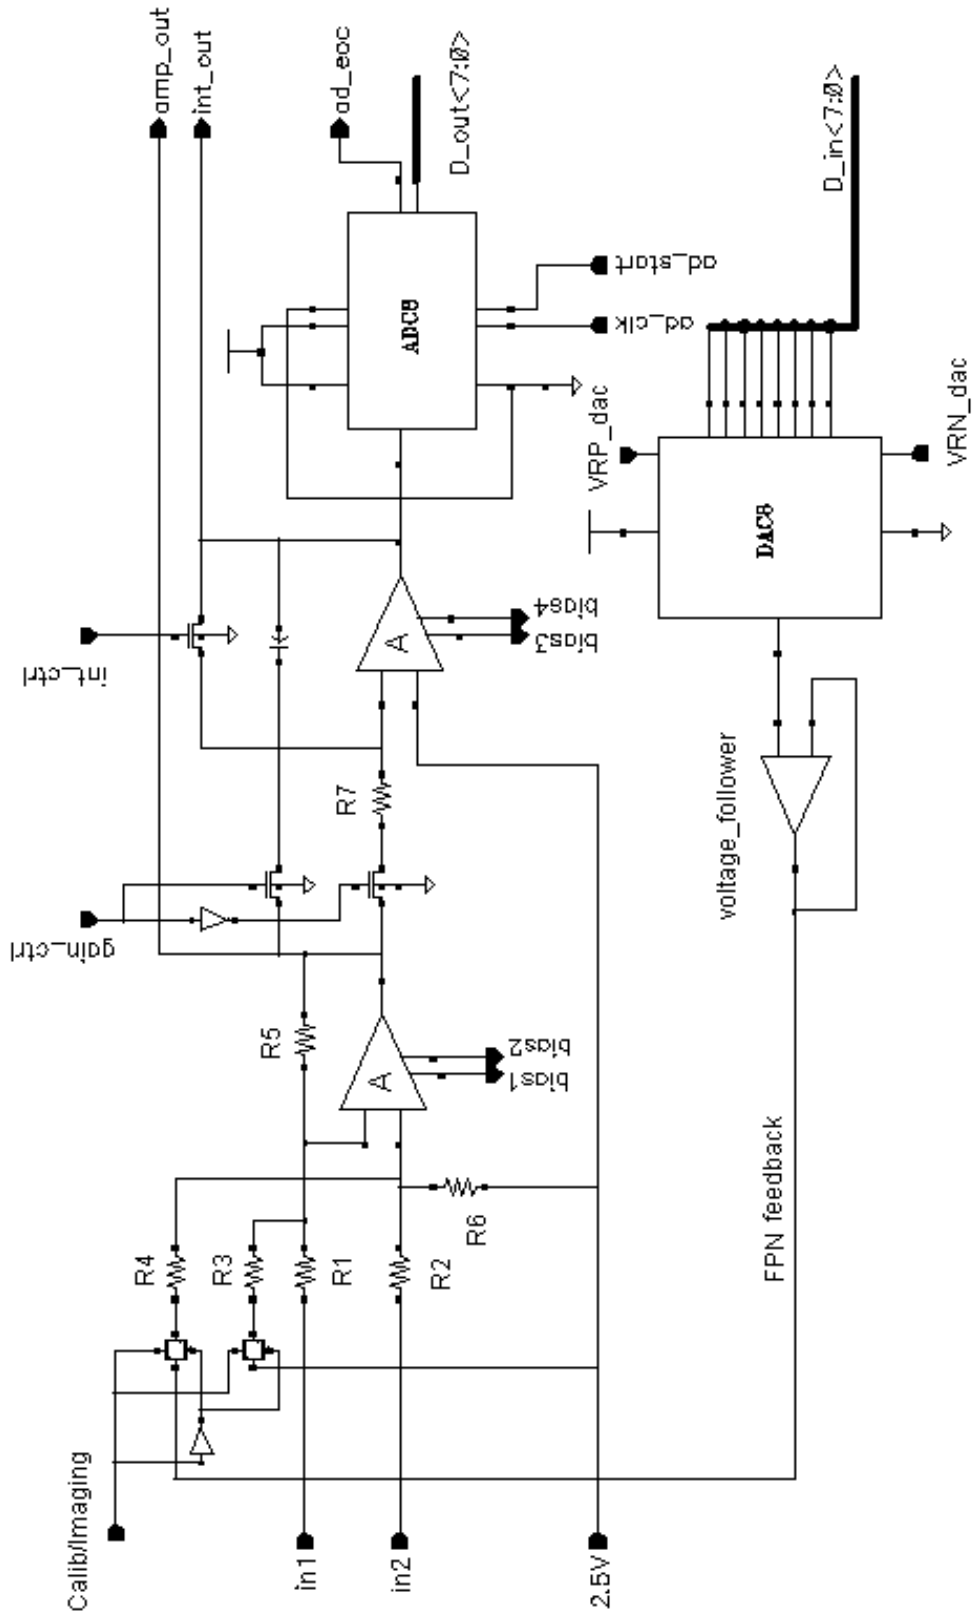 Calib/Imaging
in1
in2
2.5V
R4
R3
R1
R2
R6
R5
A
bias1
bias2
gain_ctrl
R7
int_ctrl
A
bias3
bias4
amp_out
int_out
ad_eoc
ADC8
D_out<7:0>
ad_clk
ad_start
FPN feedback
voltage_follower
DAC8
VRP_dac
VRN_dac
D_in<7:0>